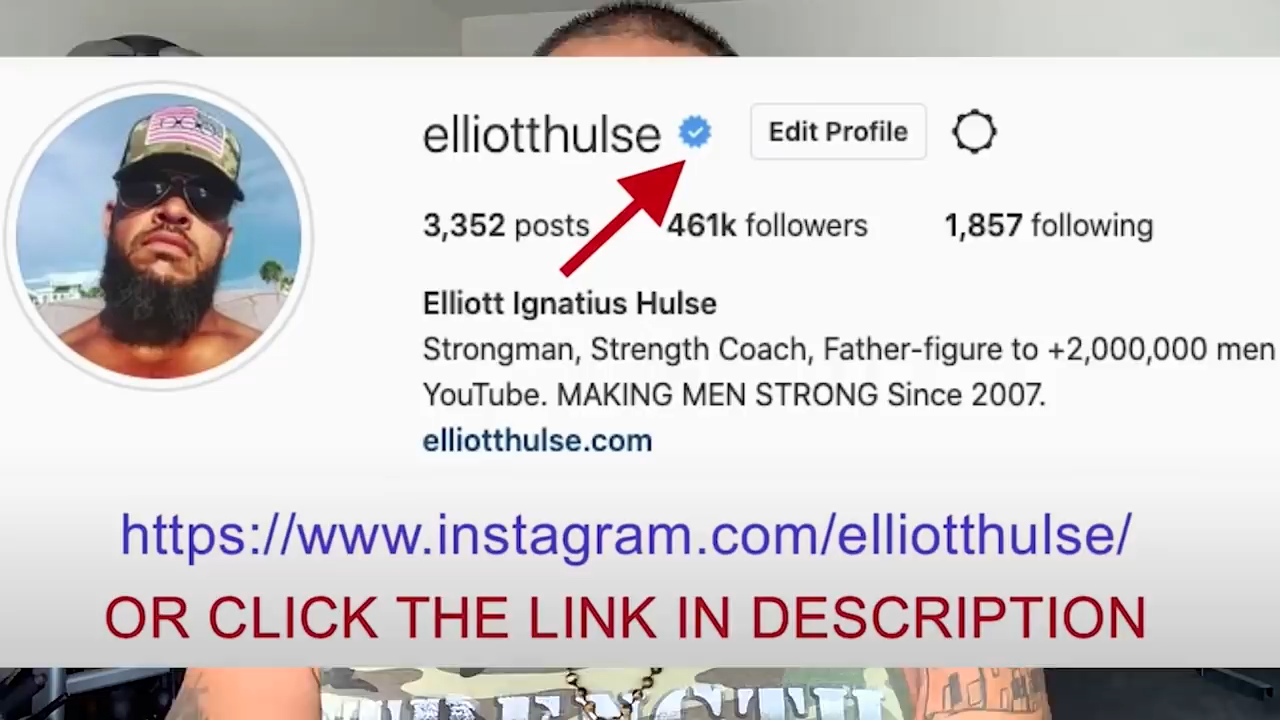 elliotthulse
Edit Profile
3,352 posts
461k followers
1,857 following
Elliott Ignatius Hulse
Strongman, Strength Coach, Father-figure to +2,000,000 men
YouTube. MAKING MEN STRONG Since 2007.
elliotthulse.com
https://www.instagram.com/elliotthulse/
OR CLICK THE LINK IN DESCRIPTION